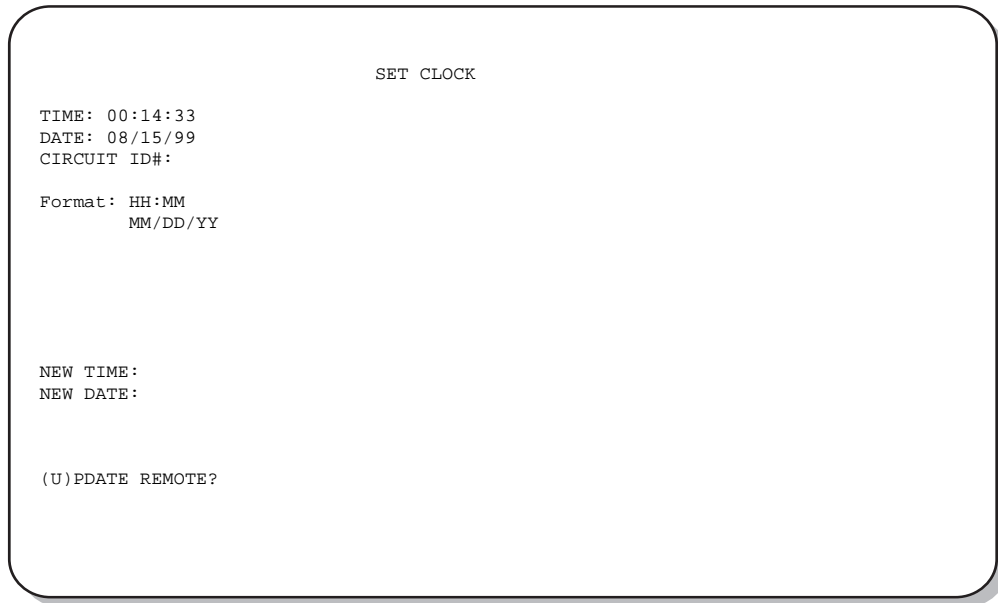 SET CLOCK
TIME: 00:14:33
DATE: 08/15/99
CIRCUIT ID#:
Format: HH:MM
MM/DD/YY
NEW TIME:
NEW DATE:
(U)PDATE REMOTE?